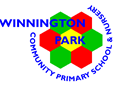 WINNINGTON
PARK
COMMUNITY PRIMARY SCHOOL & NURSERY